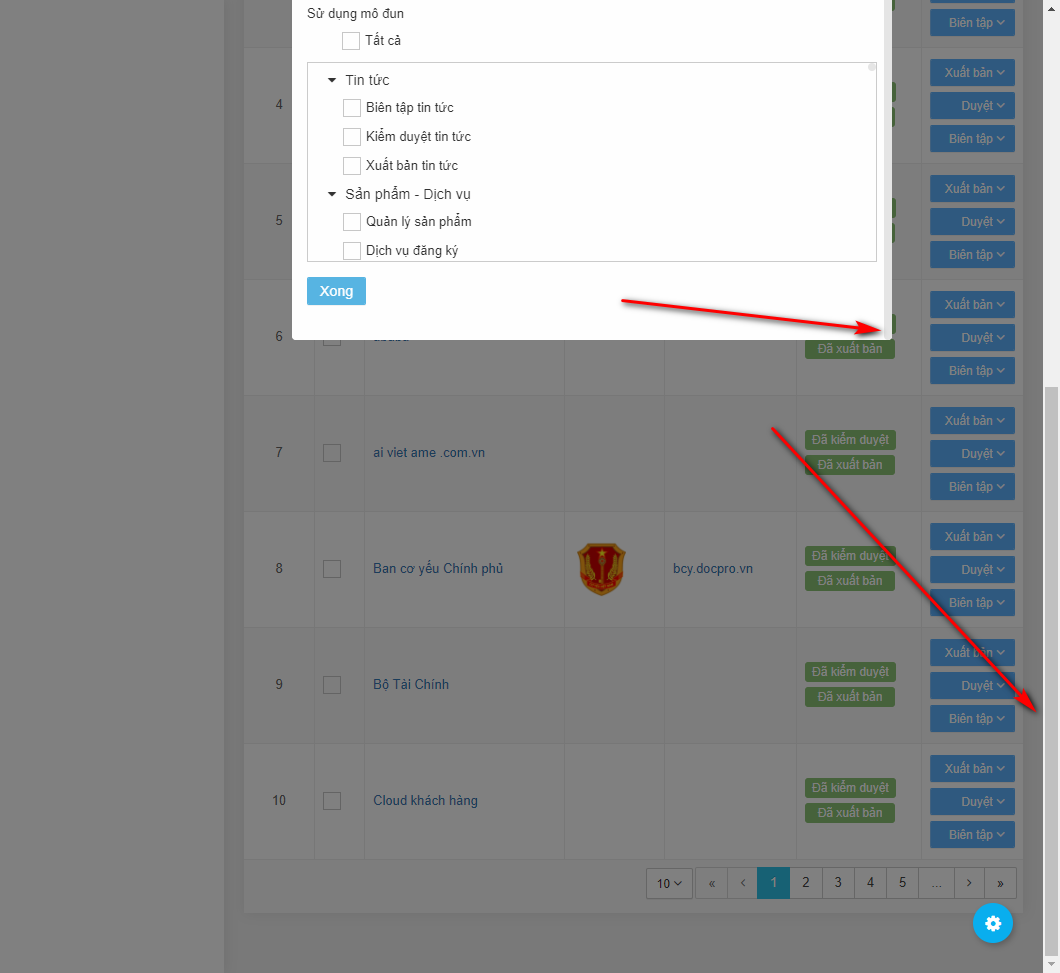 Sử dụng mô đun
Biên tập
Tất cả
Tin tức
Biên tập tin tức
Kiểm duyệt tin tức
Xuất bản tin tức
Sản phẩm - Dịch vụ
Quản lý sản phẩm
Dịch vụ đăng ký
Xong
4
Xuất bản
Duyệt
Biên tập
5
Xuất bản
Duyệt
Biên tập
6
Đã xuất bản
Xuất bản
Duyệt
Biên tập
7
ai viet ame .com.vn
Đã kiểm duyệt
Đã xuất bản
Xuất bản
Duyệt
Biên tập
8
Ban cơ yếu Chính phủ
bcy.docpro.vn
Đã kiểm duyệt
Đã xuất bản
Xuất bản
Duyệt
Biên tập
9
Bộ Tài Chính
Đã kiểm duyệt
Đã xuất bản
Xuất bản
Duyệt
Biên tập
10
Cloud khách hàng
Đã kiểm duyệt
Đã xuất bản
Xuất bản
Duyệt
Biên tập
10 « ‹ 1 2 3 4 5 ... › »